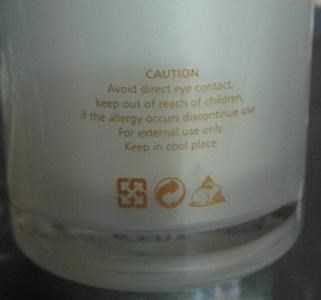 CAUTION
Avoid direct eye contact,
keep out of reach of children,
if the allergy occurs discontinue use
For external use only
Keep in cool place